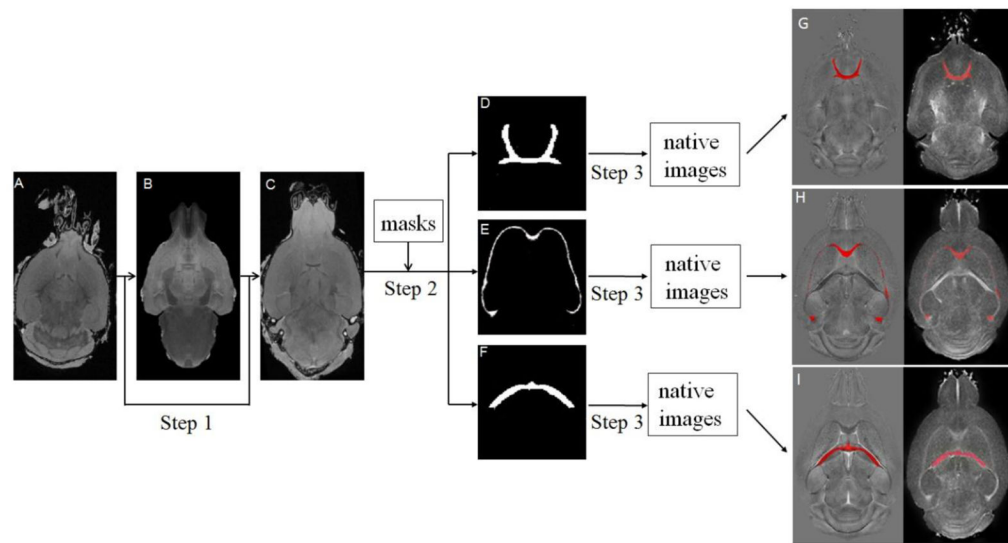 A
B
C
Step 1
masks
Step 2
D
E
F
Step 3
native
images
Step 3
native
images
Step 3
native
images
G
H
I